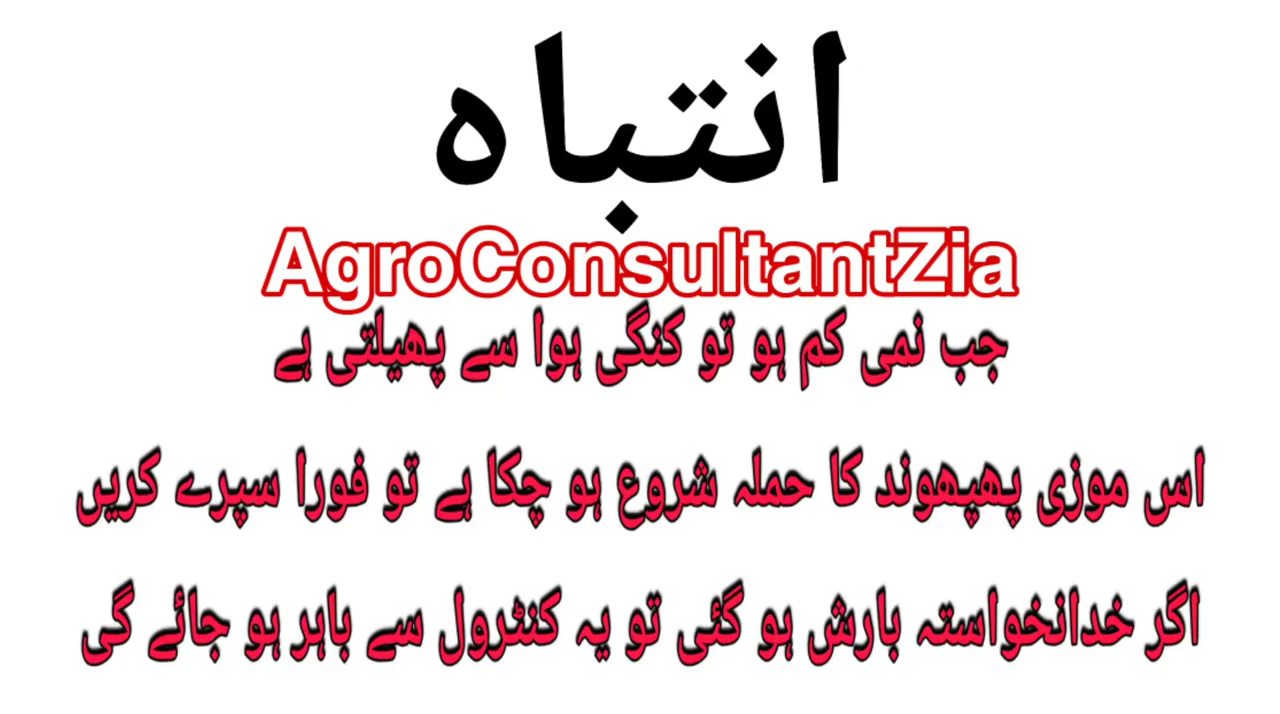 انتباہ
AgroConsultantZia
جب نمی کم ہو تو کنگی ہوا سے پھیلتی ہے
اس موزی پھپھوند کا حملہ شروع ہو چکا ہے تو فورا سپرے کریں
اگر خدانخواستہ بارش ہو گئی تو یہ کنٹرول سے باہر ہو جائے گی